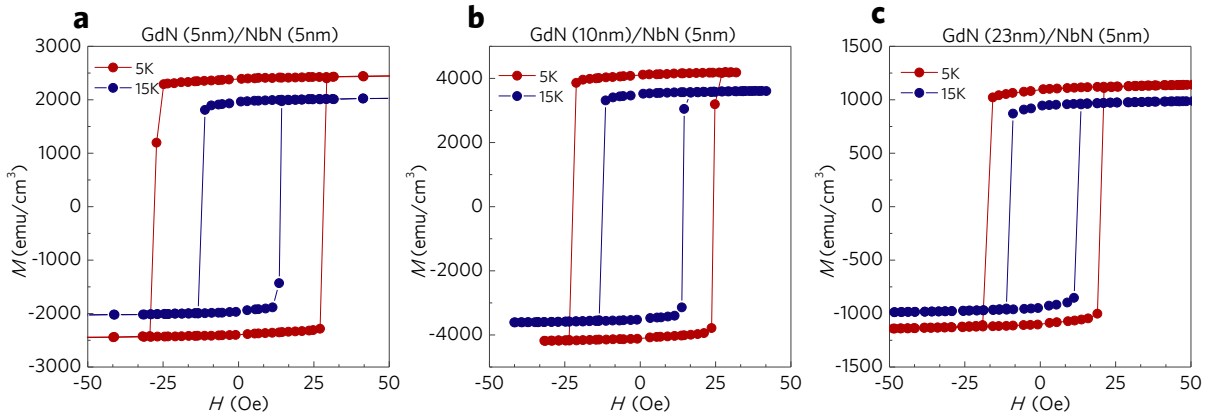 a
GdN (5nm)/NbN (5nm)
3000
2000
1000
0
-1000
-2000
-3000
M (emu/cm³)
5K
15K
-50
-25
0
25
50
H (Oe)
b
GdN (10nm)/NbN (5nm)
4000
2000
0
-2000
-4000
M (emu/cm³)
5K
15K
-50
-25
0
25
50
H (Oe)
c
GdN (23nm)/NbN (5nm)
1500
1000
500
0
-500
-1000
-1500
M (emu/cm³)
5K
15K
-50
-25
0
25
50
H (Oe)